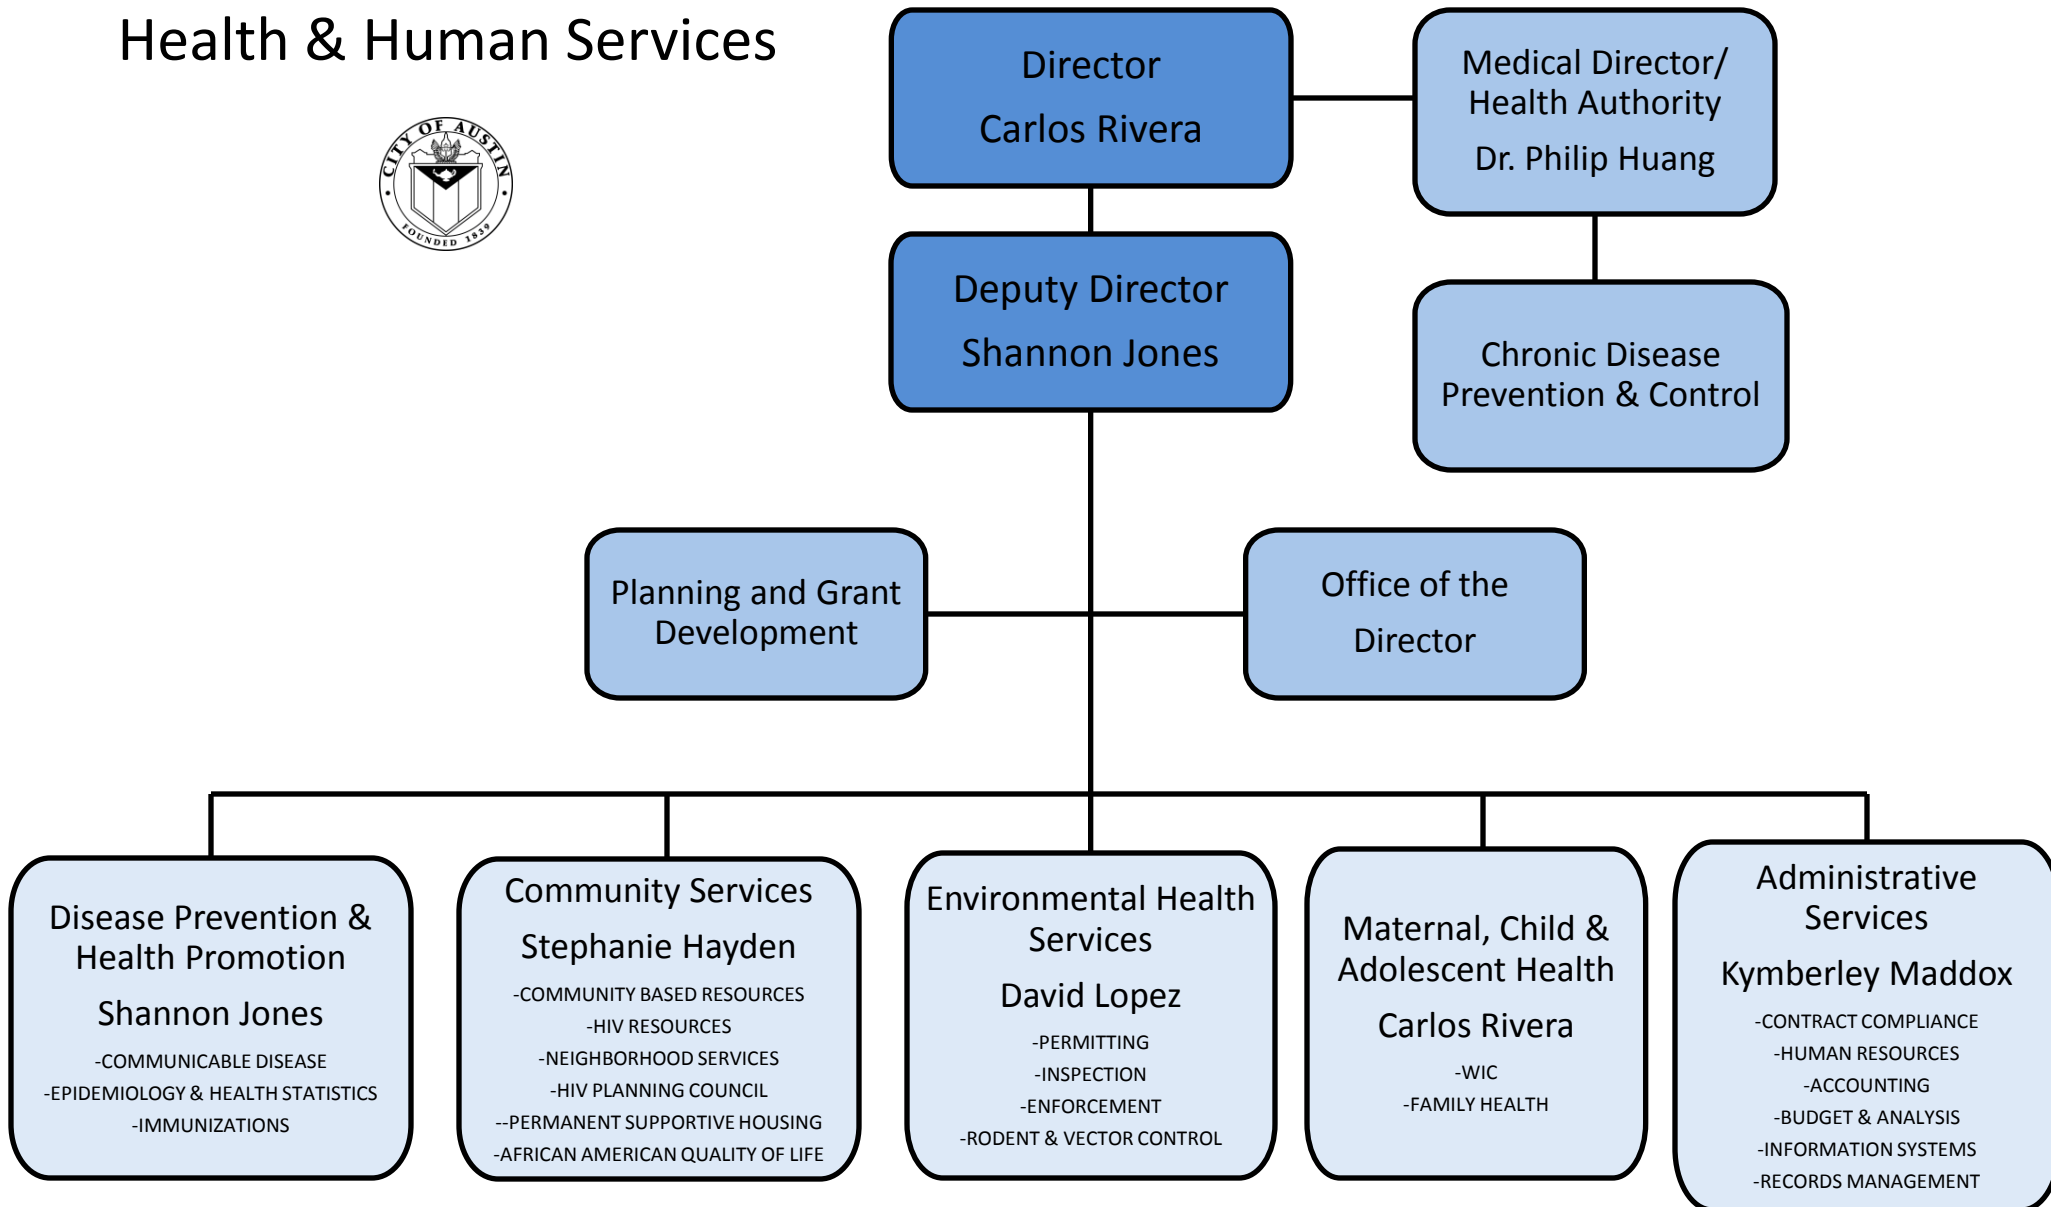 Health & Human Services
CITY OF AUSTIN
FOUNDED 1839
Director
Carlos Rivera
Medical Director/
Health Authority
Dr. Philip Huang
Deputy Director
Shannon Jones
Chronic Disease
Prevention & Control
Planning and Grant
Development
Office of the
Director
Disease Prevention &
Health Promotion
Shannon Jones
-COMMUNICABLE DISEASE
-EPIDEMIOLOGY & HEALTH STATISTICS
-IMMUNIZATIONS
Community Services
Stephanie Hayden
-COMMUNITY BASED RESOURCES
-HIV RESOURCES
-NEIGHBORHOOD SERVICES
-HIV PLANNING COUNCIL
--PERMANENT SUPPORTIVE HOUSING
-AFRICAN AMERICAN QUALITY OF LIFE
Environmental Health
Services
David Lopez
-PERMITTING
-INSPECTION
-ENFORCEMENT
-RODENT & VECTOR CONTROL
Maternal, Child &
Adolescent Health
Carlos Rivera
-WIC
-FAMILY HEALTH
Administrative
Services
Kymberley Maddox
-CONTRACT COMPLIANCE
-HUMAN RESOURCES
-ACCOUNTING
-BUDGET & ANALYSIS
-INFORMATION SYSTEMS
-RECORDS MANAGEMENT